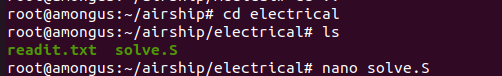 root@amongus:~/airship/electrical# cd electrical
root@amongus:~/airship/electrical# ls
readit.txt  solve.S
root@amongus:~/airship/electrical# nano solve.S